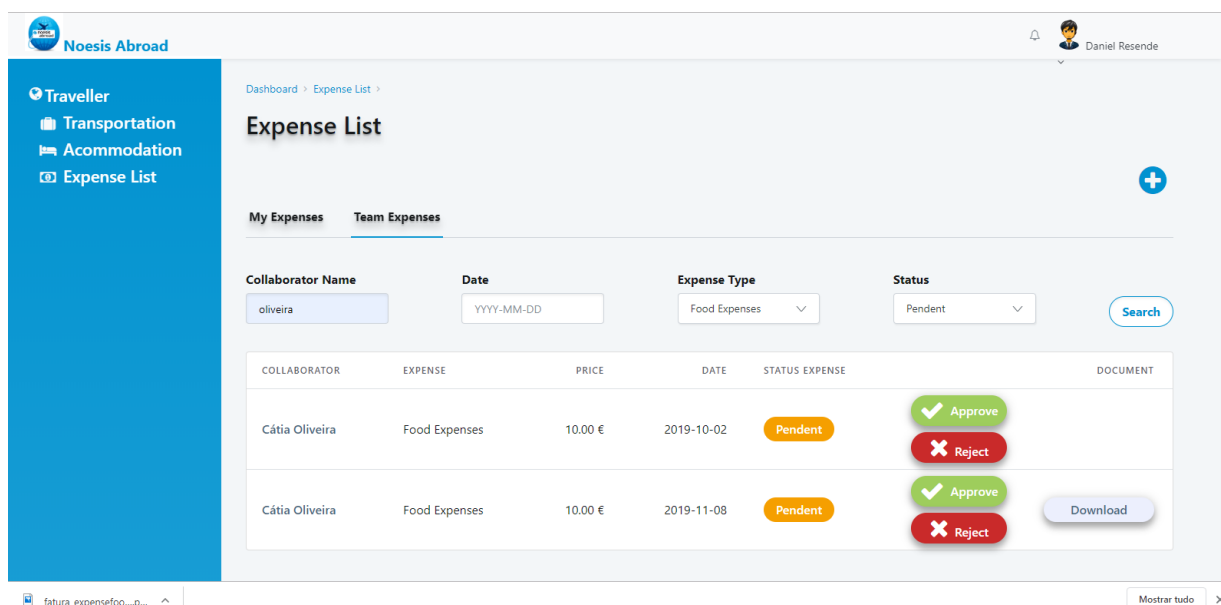 Noesis Abroad
Daniel Resende
Traveller
Transportation
Acommodation
Expense List
Dashboard > Expense List >
Expense List
My Expenses Team Expenses
Collaborator Name Date Expense Type Status
oliveira YYYY-MM-DD Food Expenses Pendent Search
COLLABORATOR EXPENSE PRICE DATE STATUS EXPENSE DOCUMENT
Approve
Cátia Oliveira Food Expenses 10.00 € 2019-10-02 Pendent
Reject
Approve
Cátia Oliveira Food Expenses 10.00 € 2019-11-08 Pendent Download
Reject
fatura_expensefoo....p... Mostrar tudo